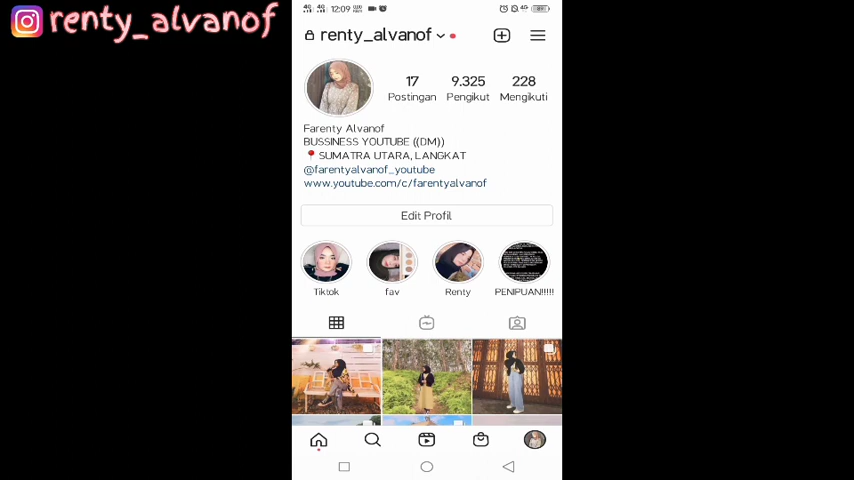 renty_alvanof
12:09
renty_alvanof
17 9.325 228
Postingan Pengikut Mengikuti
Farenty Alvanof
BUSSINESS YOUTUBE ((DM))
📍 SUMATRA UTARA, LANGKAT
@farentyalvanof_youtube
www.youtube.com/c/farentyalvanof
Edit Profil
Tiktok fav Renty PENIPUAN!!!!!